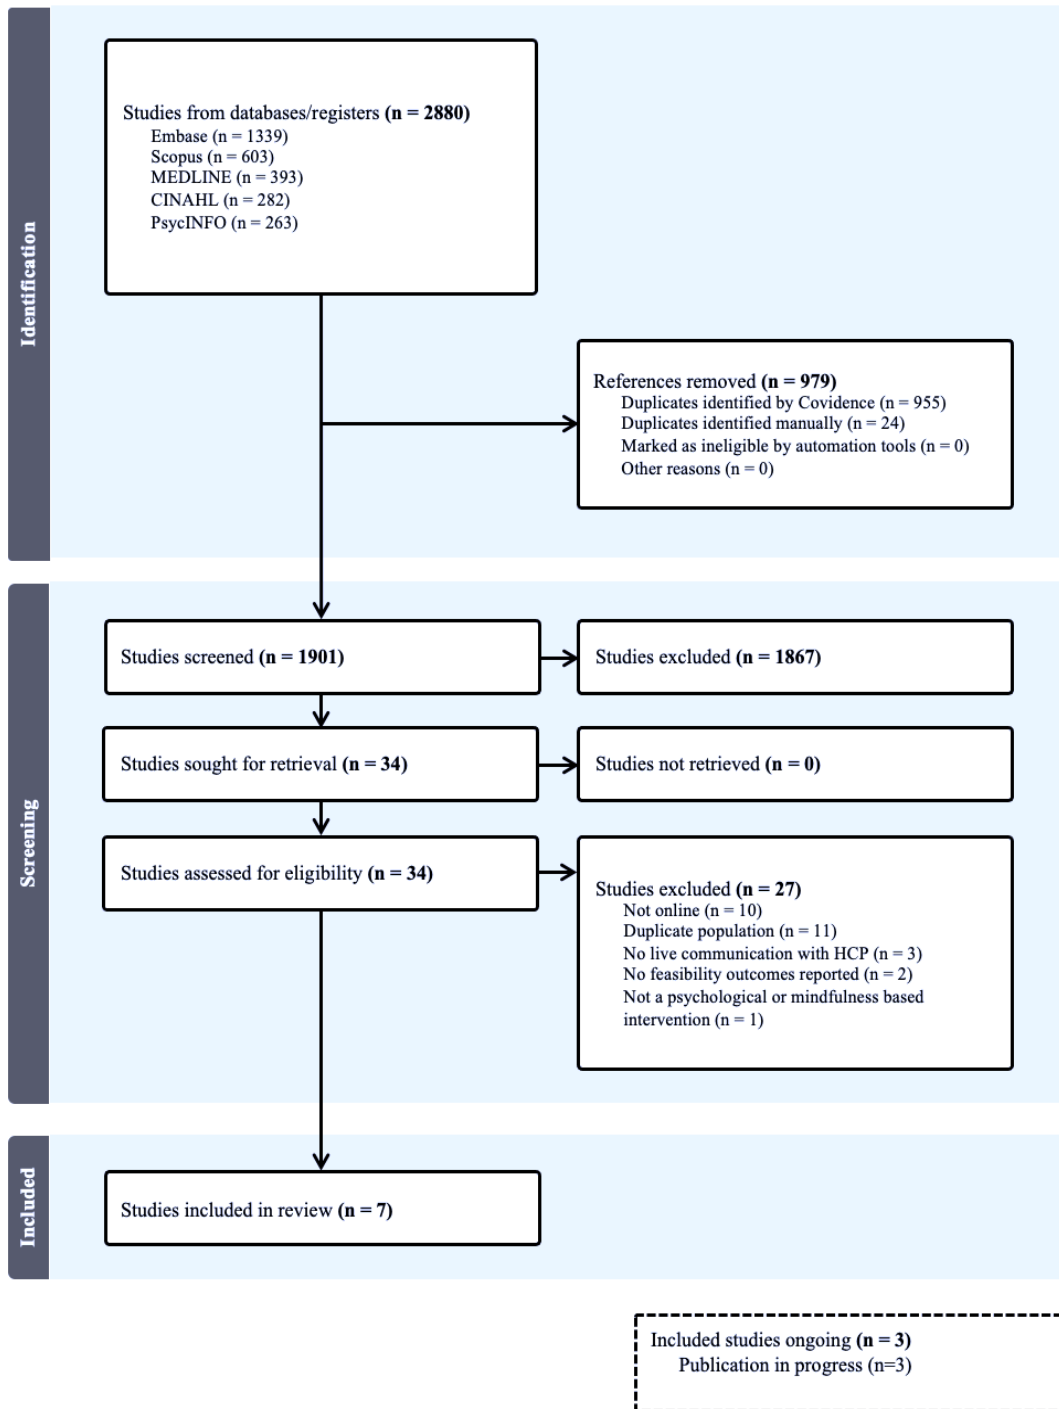 Identification
Studies from databases/registers (n = 2880)
Embase (n = 1339)
Scopus (n = 603)
MEDLINE (n = 393)
CINAHL (n = 282)
PsycINFO (n = 263)
References removed (n = 979)
Duplicates identified by Covidence (n = 955)
Duplicates identified manually (n = 24)
Marked as ineligible by automation tools (n = 0)
Other reasons (n = 0)
Screening
Studies screened (n = 1901)
Studies excluded (n = 1867)
Studies sought for retrieval (n = 34)
Studies not retrieved (n = 0)
Studies assessed for eligibility (n = 34)
Studies excluded (n = 27)
Not online (n = 10)
Duplicate population (n = 11)
No live communication with HCP (n = 3)
No feasibility outcomes reported (n = 2)
Not a psychological or mindfulness based
intervention (n = 1)
Included
Studies included in review (n = 7)
Included studies ongoing (n = 3)
Publication in progress (n=3)